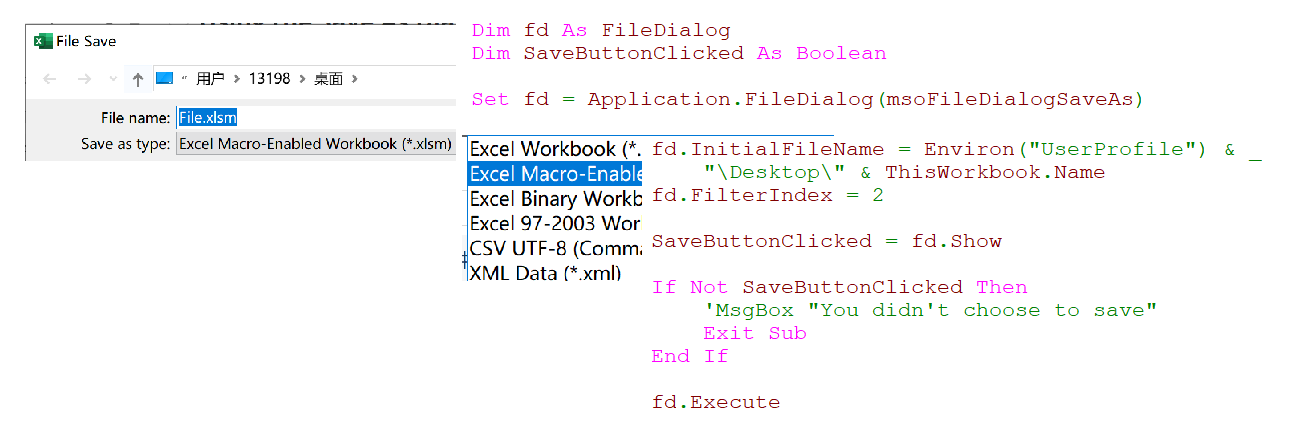 File Save
用户 > 13198 > 桌面 >
File name: File.xlsm
Save as type: Excel Macro-Enabled Workbook (*.xlsm)
Dim fd As FileDialog
Dim SaveButtonClicked As Boolean
Set fd = Application.FileDialog(msoFileDialogSaveAs)
Excel Workbook (*.
Excel Macro-Enable
Excel Binary Workb
Excel 97-2003 Wor
CSV UTF-8 (Comma
XML Data (*.xml)
fd.InitialFileName = Environ("UserProfile") & _
"\Desktop\" & ThisWorkbook.Name
fd.FilterIndex = 2
SaveButtonClicked = fd.Show
If Not SaveButtonClicked Then
'MsgBox "You didn't choose to save"
Exit Sub
End If
fd.Execute